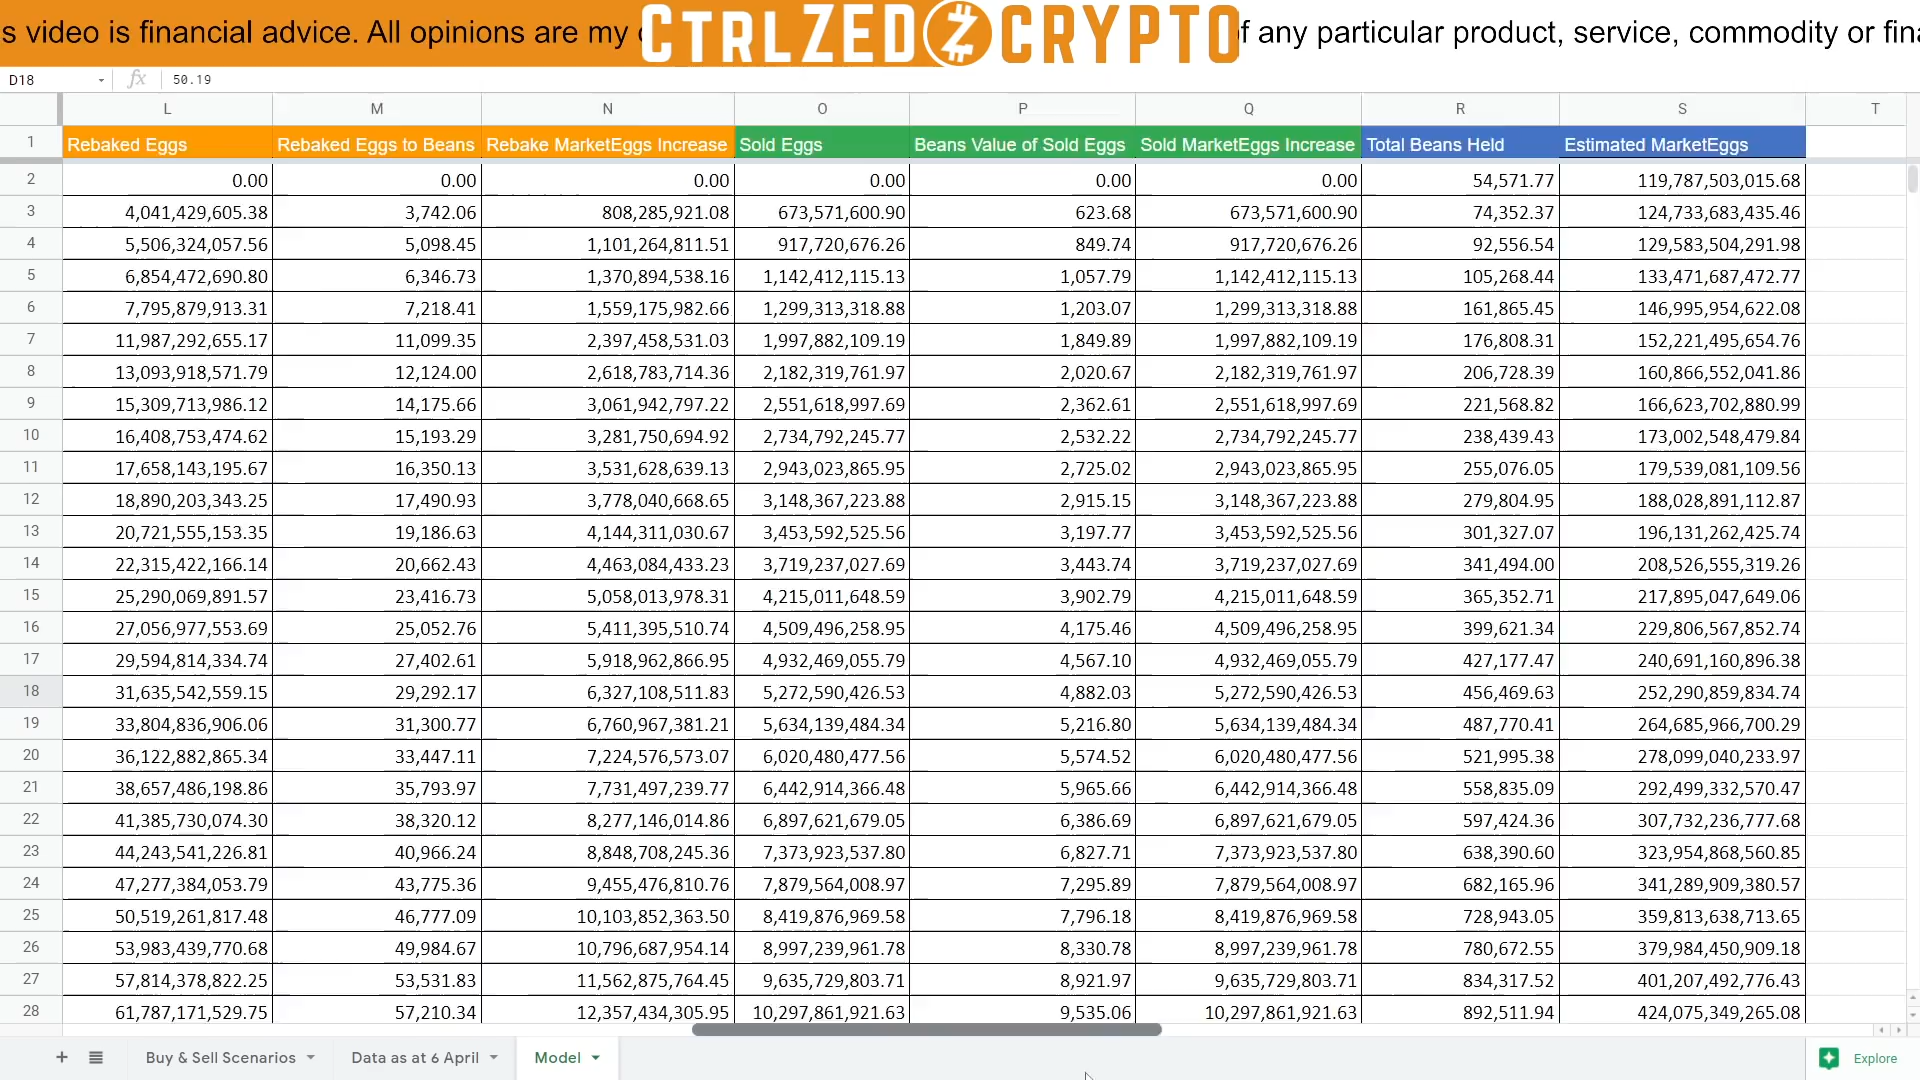 s video is financial advice. All opinions are my
CTRLZED CRYPTO
f any particular product, service, commodity or fin
D18 fx 50.19
L M N O P Q R S T
1 Rebaked Eggs Rebaked Eggs to Beans Rebake MarketEggs Increase Sold Eggs Beans Value of Sold Eggs Sold MarketEggs Increase Total Beans Held Estimated MarketEggs
2 0.00 0.00 0.00 0.00 0.00 0.00 54,571.77 119,787,503,015.68
3 4,041,429,605.38 3,742.06 808,285,921.08 673,571,600.90 623.68 673,571,600.90 74,352.37 124,733,683,435.46
4 5,506,324,057.56 5,098.45 1,101,264,811.51 917,720,676.26 849.74 917,720,676.26 92,556.54 129,583,504,291.98
5 6,854,472,690.80 6,346.73 1,370,894,538.16 1,142,412,115.13 1,057.79 1,142,412,115.13 105,268.44 133,471,687,472.77
6 7,795,879,913.31 7,218.41 1,559,175,982.66 1,299,313,318.88 1,203.07 1,299,313,318.88 161,865.45 146,995,954,622.08
7 11,987,292,655.17 11,099.35 2,397,458,531.03 1,997,882,109.19 1,849.89 1,997,882,109.19 176,808.31 152,221,495,654.76
8 13,093,918,571.79 12,124.00 2,618,783,714.36 2,182,319,761.97 2,020.67 2,182,319,761.97 206,728.39 160,866,552,041.86
9 15,309,713,986.12 14,175.66 3,061,942,797.22 2,551,618,997.69 2,362.61 2,551,618,997.69 221,568.82 166,623,702,880.99
10 16,408,753,474.62 15,193.29 3,281,750,694.92 2,734,792,245.77 2,532.22 2,734,792,245.77 238,439.43 173,002,548,479.84
11 17,658,143,195.67 16,350.13 3,531,628,639.13 2,943,023,865.95 2,725.02 2,943,023,865.95 255,076.05 179,539,081,109.56
12 18,890,203,343.25 17,490.93 3,778,040,668.65 3,148,367,223.88 2,915.15 3,148,367,223.88 279,804.95 188,028,891,112.87
13 20,721,555,153.35 19,186.63 4,144,311,030.67 3,453,592,525.56 3,197.77 3,453,592,525.56 301,327.07 196,131,262,425.74
14 22,315,422,166.14 20,662.43 4,463,084,433.23 3,719,237,027.69 3,443.74 3,719,237,027.69 341,494.00 208,526,555,319.26
15 25,290,069,891.57 23,416.73 5,058,013,978.31 4,215,011,648.59 3,902.79 4,215,011,648.59 365,352.71 217,895,047,649.06
16 27,056,977,553.69 25,052.76 5,411,395,510.74 4,509,496,258.95 4,175.46 4,509,496,258.95 399,621.34 229,806,567,852.74
17 29,594,814,334.74 27,402.61 5,918,962,866.95 4,932,469,055.79 4,567.10 4,932,469,055.79 427,177.47 240,691,160,896.38
18 31,635,542,559.15 29,292.17 6,327,108,511.83 5,272,590,426.53 4,882.03 5,272,590,426.53 456,469.63 252,290,859,834.74
19 33,804,836,906.06 31,300.77 6,760,967,381.21 5,634,139,484.34 5,216.80 5,634,139,484.34 487,770.41 264,685,966,700.29
20 36,122,882,865.34 33,447.11 7,224,576,573.07 6,020,480,477.56 5,574.52 6,020,480,477.56 521,995.38 278,099,040,233.97
21 38,657,486,198.86 35,793.97 7,731,497,239.77 6,442,914,366.48 5,965.66 6,442,914,366.48 558,835.09 292,499,332,570.47
22 41,385,730,074.30 38,320.12 8,277,146,014.86 6,897,621,679.05 6,386.69 6,897,621,679.05 597,424.36 307,732,236,777.68
23 44,243,541,226.81 40,966.24 8,848,708,245.36 7,373,923,537.80 6,827.71 7,373,923,537.80 638,390.60 323,954,868,560.85
24 47,277,384,053.79 43,775.36 9,455,476,810.76 7,879,564,008.97 7,295.89 7,879,564,008.97 682,165.96 341,289,909,380.57
25 50,519,261,817.48 46,777.09 10,103,852,363.50 8,419,876,969.58 7,796.18 8,419,876,969.58 728,943.05 359,813,638,713.65
26 53,983,439,770.68 49,984.67 10,796,687,954.14 8,997,239,961.78 8,330.78 8,997,239,961.78 780,672.55 379,984,450,909.18
27 57,814,378,822.25 53,531.83 11,562,875,764.45 9,635,729,803.71 8,921.97 9,635,729,803.71 834,317.52 401,207,492,776.43
28 61,787,171,529.75 57,210.34 12,357,434,305.95 10,297,861,921.63 9,535.06 10,297,861,921.63 892,511.94 424,075,349,265.08
Buy & Sell Scenarios Data as at 6 April Model Explore